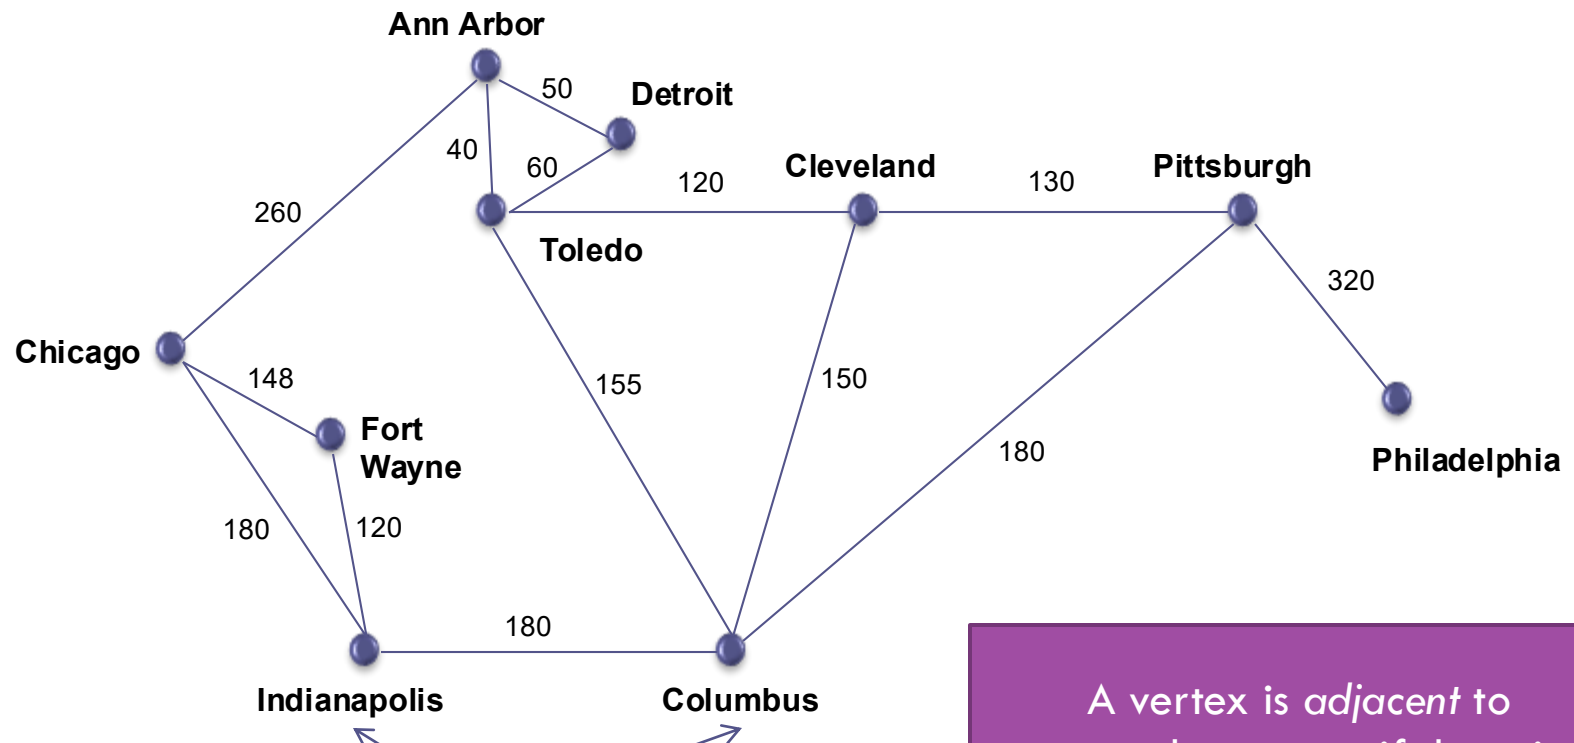 Ann Arbor
50
Detroit
40
60
Cleveland
Pittsburgh
120
130
260
Toledo
320
Chicago
148
155
150
Fort
Wayne
180
Philadelphia
180
120
180
Indianapolis
Columbus
A vertex is adjacent to